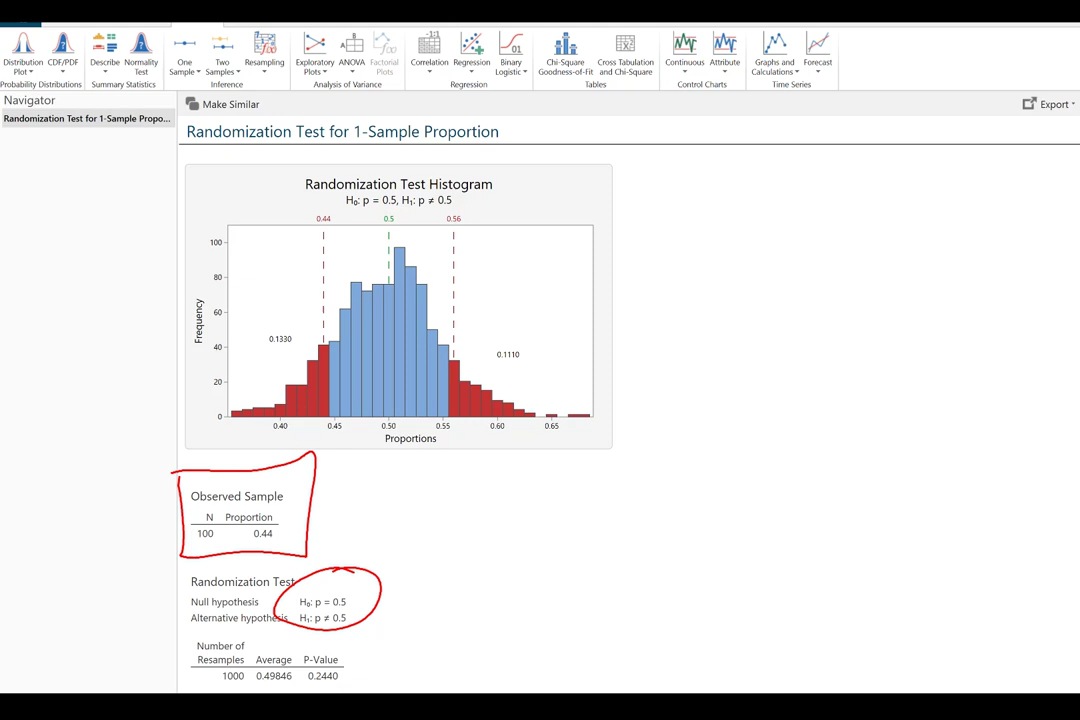 Distribution Plot CDF/PDF Describe Normality Test One Sample Two Samples Resampling Exploratory Plots ANOVA Factorial Plots Correlation Regression Binary Logistic Chi-Square Goodness-of-Fit Cross Tabulation and Chi-Square Continuous Attribute Graphs and Calculations Forecast
Probability Distributions Summary Statistics Inference Analysis of Variance Regression Tables Control Charts Time Series
Navigator
Make Similar
Export
Randomization Test for 1-Sample Propo...
Randomization Test for 1-Sample Proportion
Randomization Test Histogram
H₀: p = 0.5, H₁: p ≠ 0.5
0.44 0.5 0.56
100
80
60
40
20
0
Frequency
0.1330
0.1110
0.40 0.45 0.50 0.55 0.60 0.65
Proportions
Observed Sample
N Proportion
100 0.44
Randomization Test
Null hypothesis H₀: p = 0.5
Alternative hypothesis H₁: p ≠ 0.5
Number of
Resamples Average P-Value
1000 0.49846 0.2440